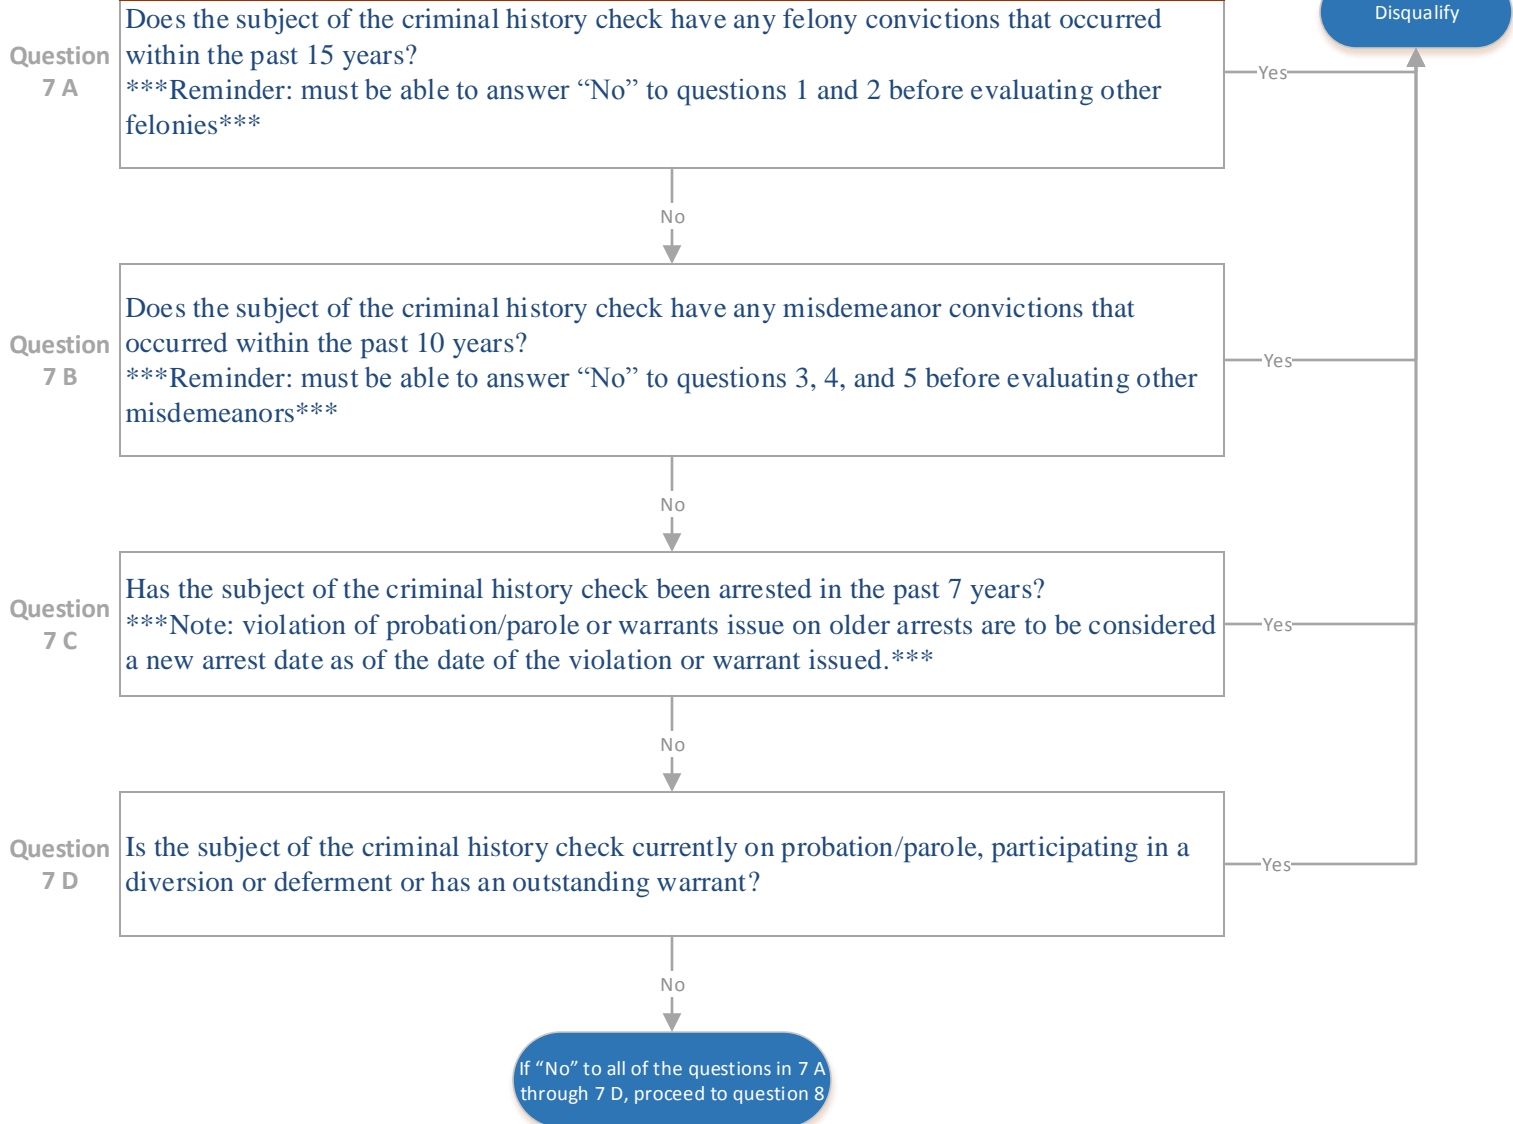 Disqualify
Question
7 A
Does the subject of the criminal history check have any felony convictions that occurred
within the past 15 years?
***Reminder: must be able to answer “No” to questions 1 and 2 before evaluating other
felonies***
Yes
No
Question
7 B
Does the subject of the criminal history check have any misdemeanor convictions that
occurred within the past 10 years?
***Reminder: must be able to answer “No” to questions 3, 4, and 5 before evaluating other
misdemeanors***
Yes
No
Question
7 C
Has the subject of the criminal history check been arrested in the past 7 years?
***Note: violation of probation/parole or warrants issue on older arrests are to be considered
a new arrest date as of the date of the violation or warrant issued.***
Yes
No
Question
7 D
Is the subject of the criminal history check currently on probation/parole, participating in a
diversion or deferment or has an outstanding warrant?
Yes
No
If “No” to all of the questions in 7 A
through 7 D, proceed to question 8